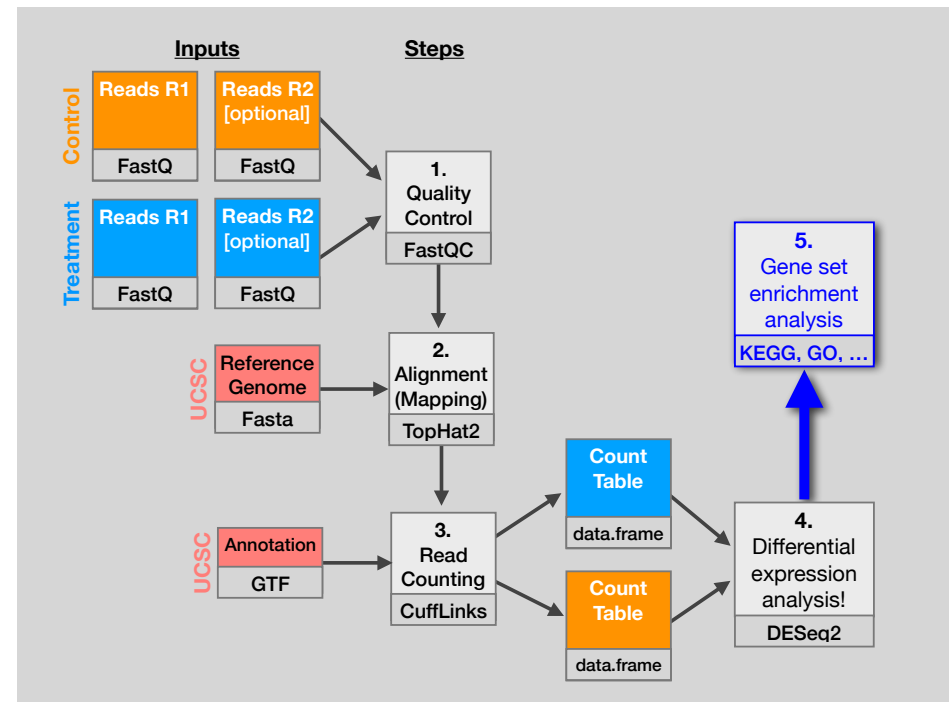 Inputs
Steps
Control
Reads R1
FastQ
Reads R2
[optional]
FastQ
Treatment
Reads R1
FastQ
Reads R2
[optional]
FastQ
1.
Quality
Control
FastQC
UCSC
Reference
Genome
Fasta
2.
Alignment
(Mapping)
TopHat2
UCSC
Annotation
GTF
3.
Read
Counting
CuffLinks
Count
Table
data.frame
Count
Table
data.frame
4.
Differential
expression
analysis!
DESeq2
5.
Gene set
enrichment
analysis
KEGG, GO, …